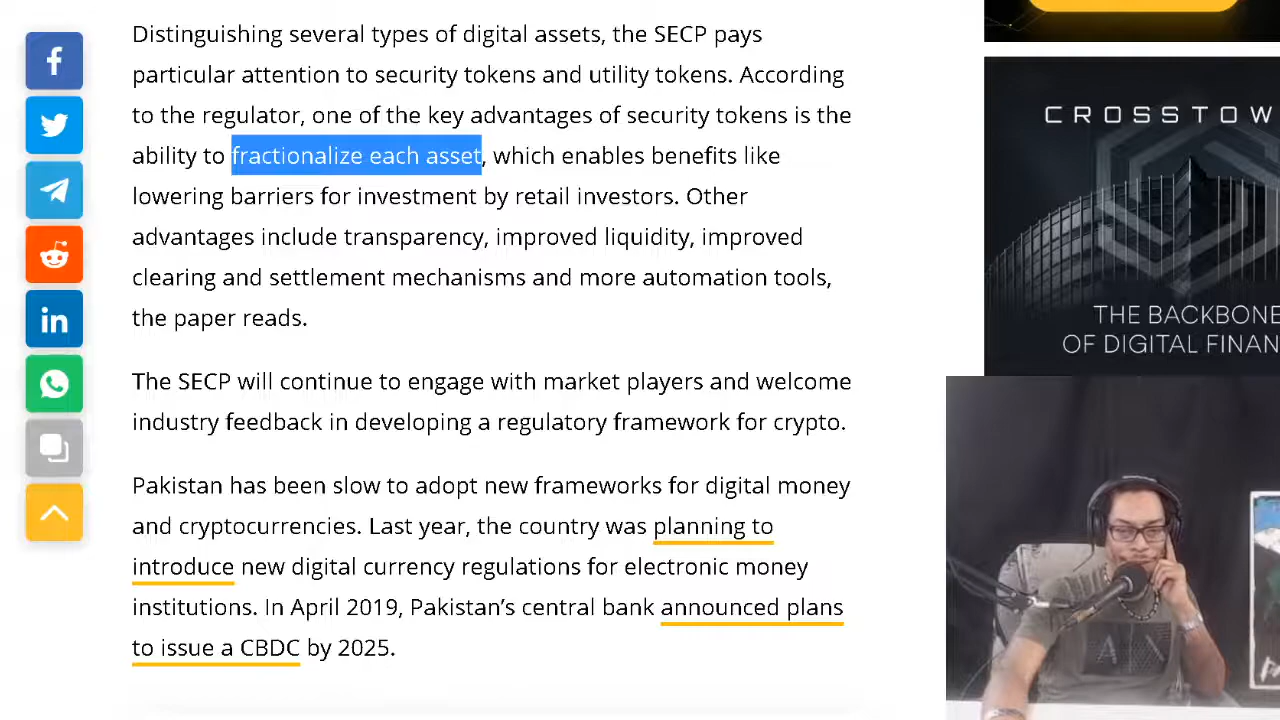 Distinguishing several types of digital assets, the SECP pays
particular attention to security tokens and utility tokens. According
to the regulator, one of the key advantages of security tokens is the
ability to fractionalize each asset, which enables benefits like
lowering barriers for investment by retail investors. Other
advantages include transparency, improved liquidity, improved
clearing and settlement mechanisms and more automation tools,
the paper reads.
The SECP will continue to engage with market players and welcome
industry feedback in developing a regulatory framework for crypto.
Pakistan has been slow to adopt new frameworks for digital money
and cryptocurrencies. Last year, the country was planning to
introduce new digital currency regulations for electronic money
institutions. In April 2019, Pakistan’s central bank announced plans
to issue a CBDC by 2025.
CROSSTOW
THE BACKBONE
OF DIGITAL FINAN